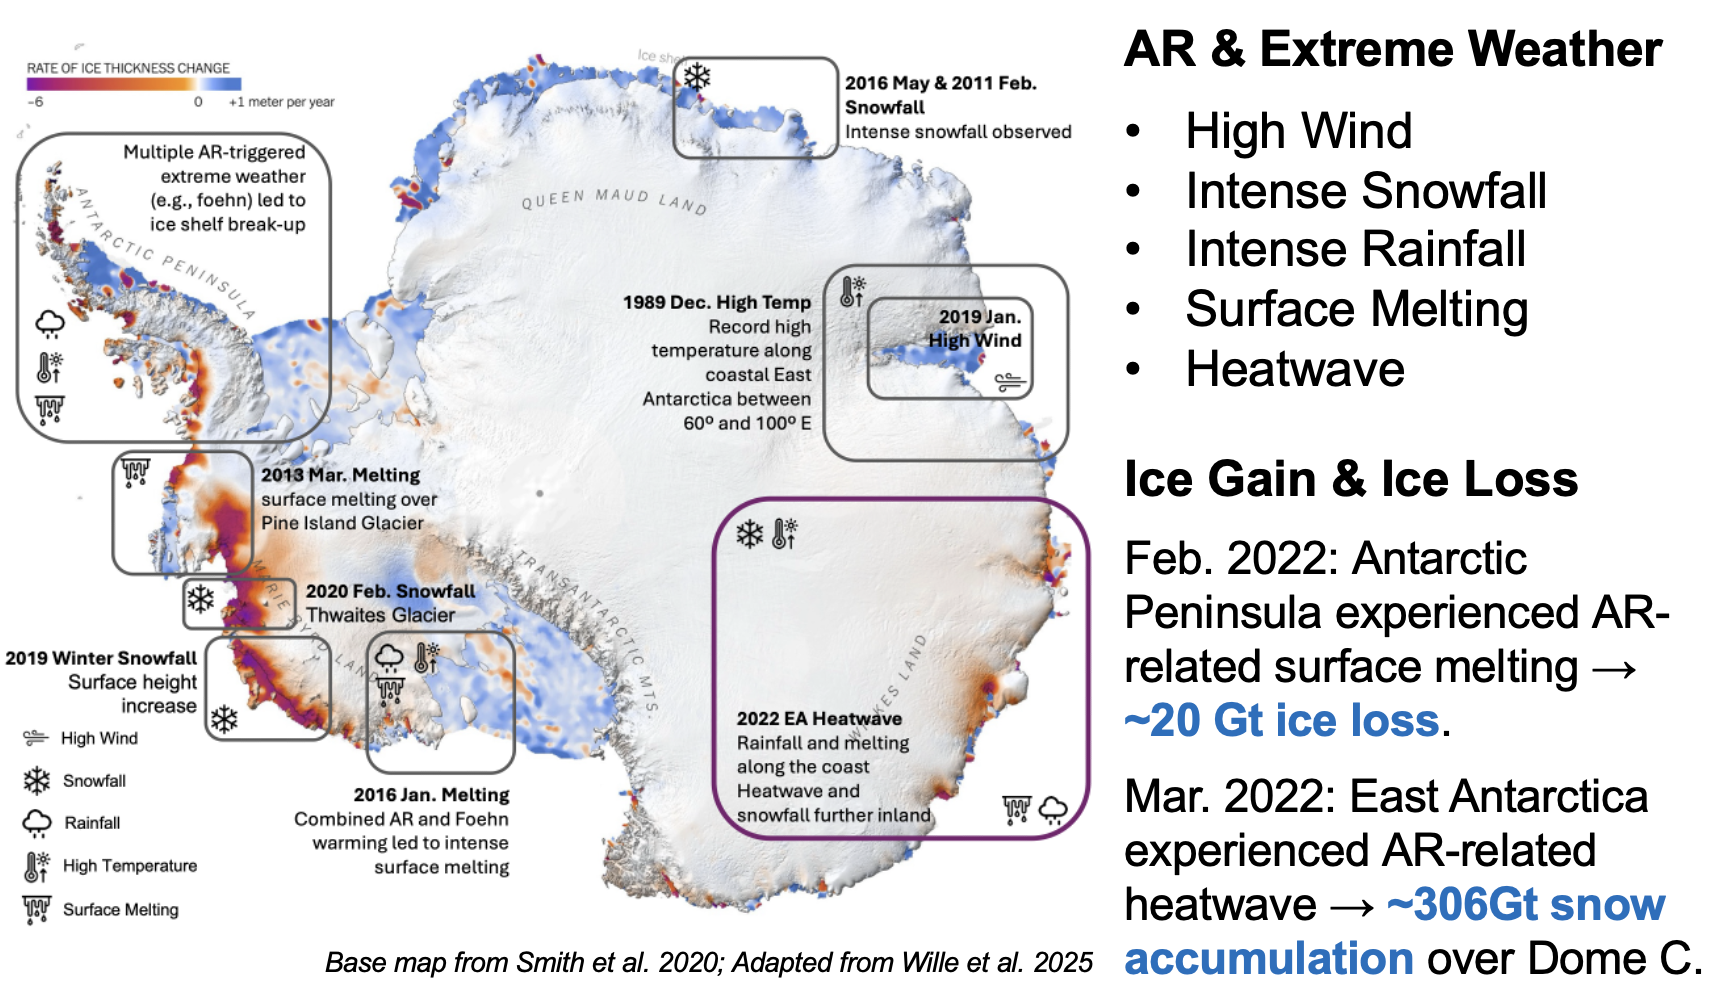 RATE OF ICE THICKNESS CHANGE
-6 0 +1 meter per year
Ice shelf
2016 May & 2011 Feb.
Snowfall
Intense snowfall observed
Multiple AR-triggered
extreme weather
(e.g., foehn) led to
ice shelf break-up
ANTARCTIC PENINSULA
QUEEN MAUD LAND
1989 Dec. High Temp
Record high
temperature along
coastal East
Antarctica between
60º and 100º E
2019 Jan.
High Wind
2013 Mar. Melting
surface melting over
Pine Island Glacier
TRANSANTARCTIC MTS.
MARIE BYRD LAND
2020 Feb. Snowfall
Thwaites Glacier
2019 Winter Snowfall
Surface height
increase
WILKES LAND
2022 EA Heatwave
Rainfall and melting
along the coast
Heatwave and
snowfall further inland
2016 Jan. Melting
Combined AR and Foehn
warming led to intense
surface melting
High Wind
Snowfall
Rainfall
High Temperature
Surface Melting
Base map from Smith et al. 2020; Adapted from Wille et al. 2025
AR & Extreme Weather
• High Wind
• Intense Snowfall
• Intense Rainfall
• Surface Melting
• Heatwave
Ice Gain & Ice Loss
Feb. 2022: Antarctic
Peninsula experienced AR-
related surface melting →
~20 Gt ice loss.
Mar. 2022: East Antarctica
experienced AR-related
heatwave → ~306Gt snow
accumulation over Dome C.